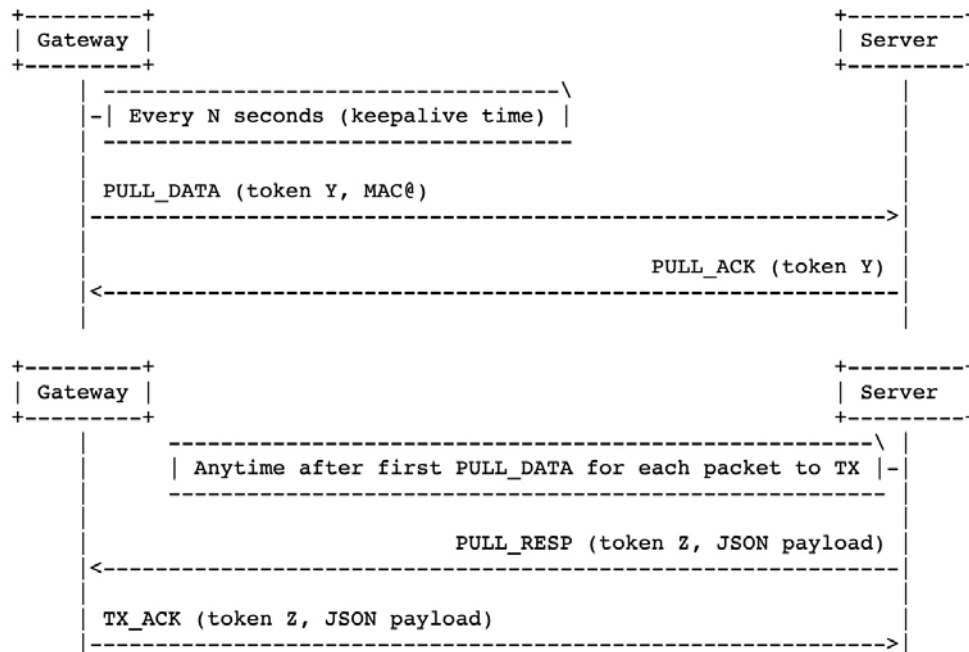 +---------+ +---------+
| Gateway | | Server
+---------+ +---------+
| -----------------------------------\ |
|-| Every N seconds (keepalive time) | |
| ------------------------------------ |
| |
| PULL_DATA (token Y, MAC@) |
|------------------------------------------------------------->|
| |
| PULL_ACK (token Y) |
|<-------------------------------------------------------------|
| |
+---------+ +---------+
| Gateway | | Server
+---------+ +---------+
| ------------------------------------------------------\ |
| | Anytime after first PULL_DATA for each packet to TX |-|
| ------------------------------------------------------- |
| |
| PULL_RESP (token Z, JSON payload) |
|<-------------------------------------------------------------|
| |
| TX_ACK (token Z, JSON payload) |
|------------------------------------------------------------->|